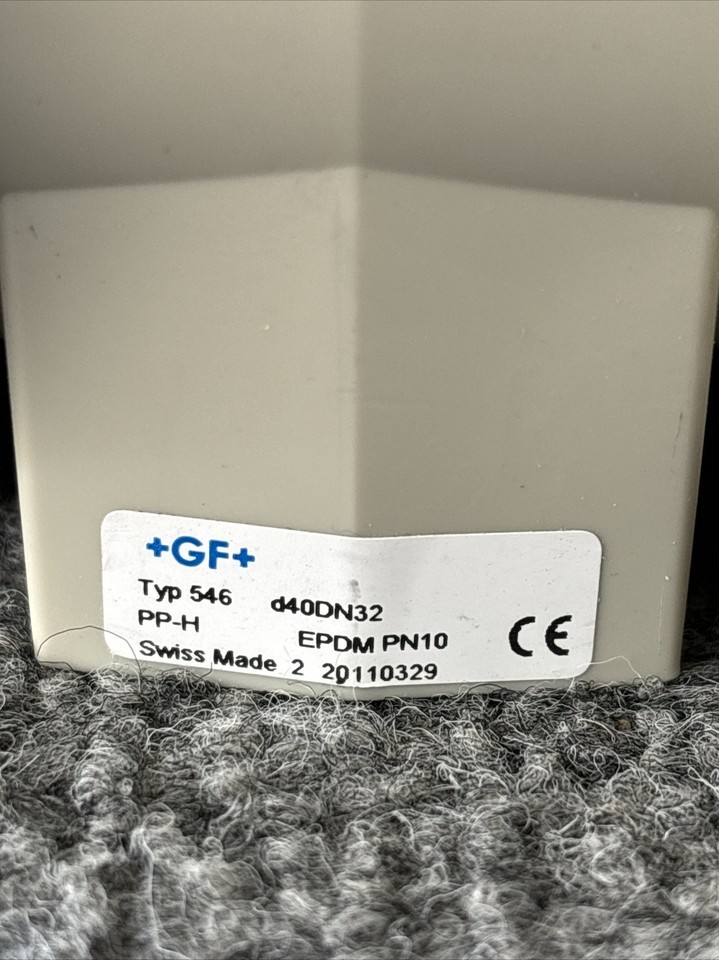 +GF+
Typ 546 d40DN32
PP-H EPDM PN10
Swiss Made 2 20110329
CE